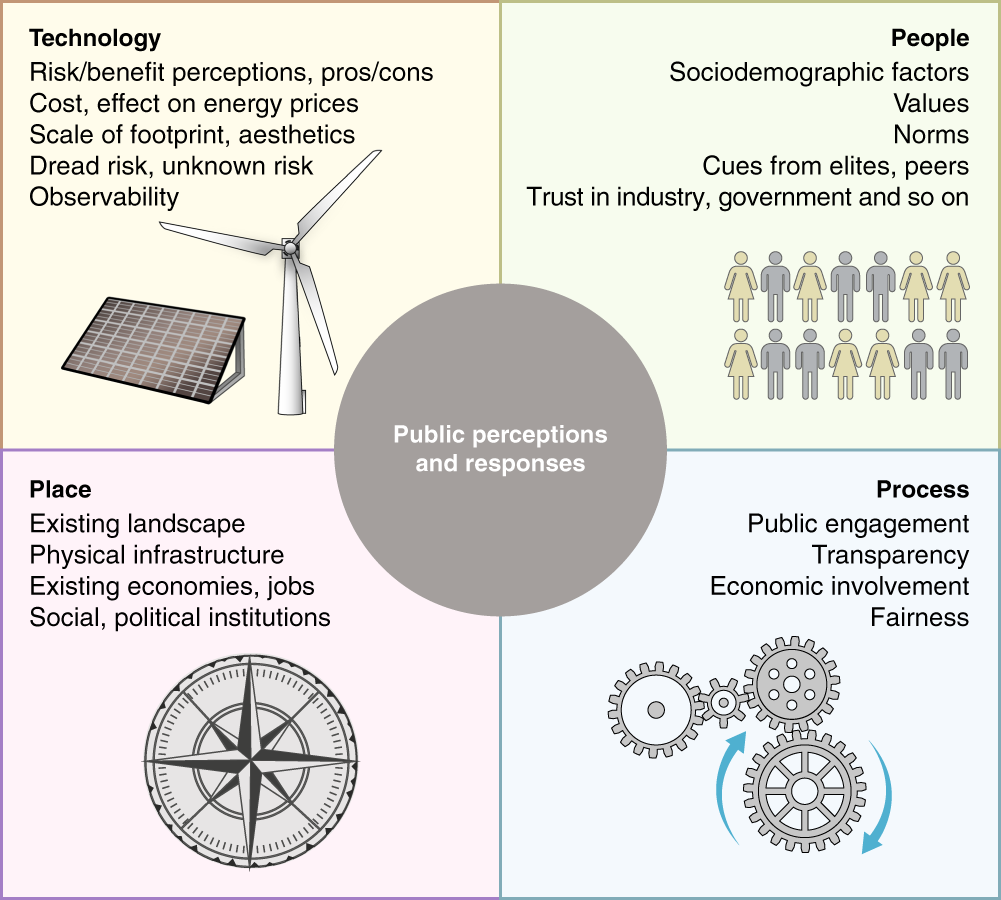 Technology
Risk/benefit perceptions, pros/cons
Cost, effect on energy prices
Scale of footprint, aesthetics
Dread risk, unknown risk
Observability
People
Sociodemographic factors
Values
Norms
Cues from elites, peers
Trust in industry, government and so on
Public perceptions
and responses
Place
Existing landscape
Physical infrastructure
Existing economies, jobs
Social, political institutions
Process
Public engagement
Transparency
Economic involvement
Fairness